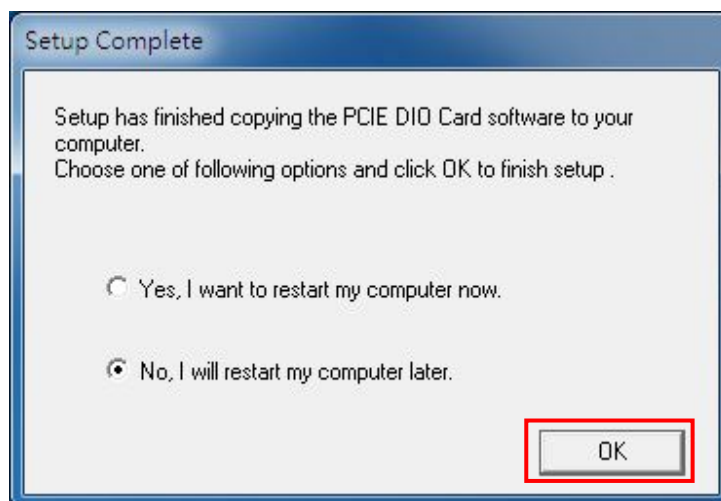 Setup Complete
Setup has finished copying the PCIE DIO Card software to your
computer.
Choose one of following options and click OK to finish setup .
Yes, I want to restart my computer now.
No, I will restart my computer later.
OK